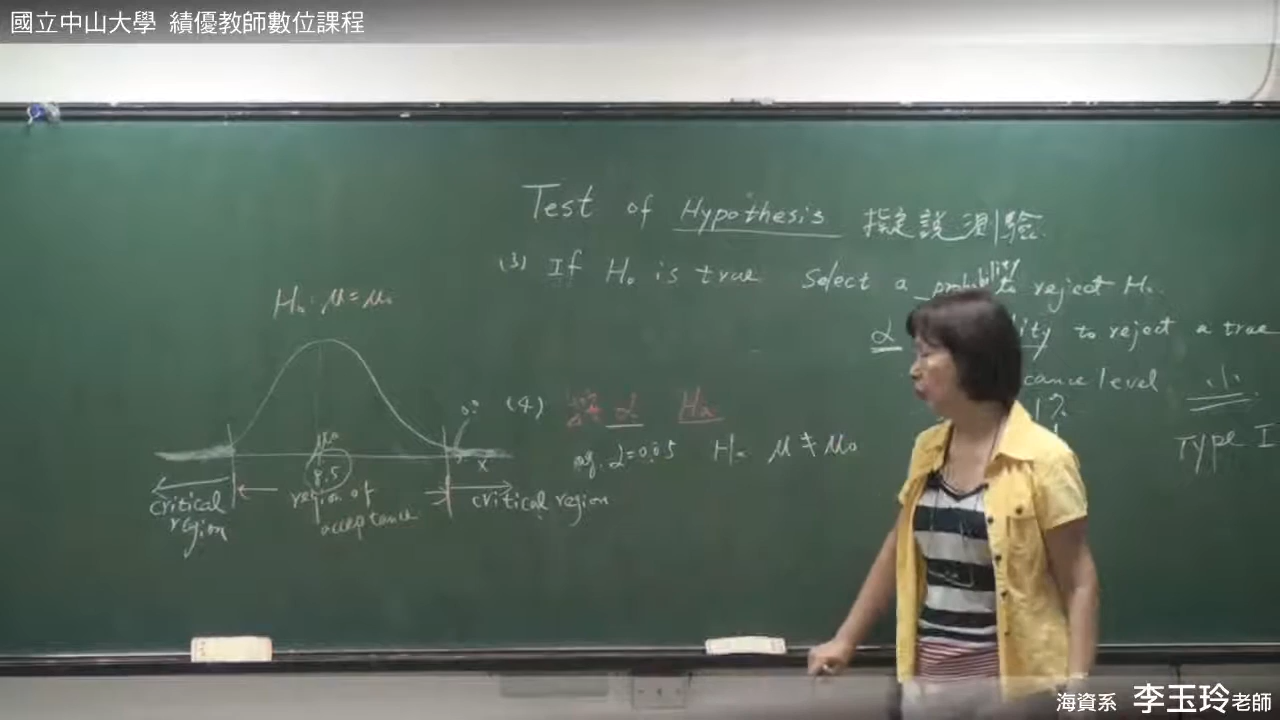 國立中山大學 績優教師數位課程
Test of Hypothesis 擬說測驗
(3) If H₀ is true select a probability to reject H₀
α ity to reject a true
cance level
1%
Type I
H₀: μ=μ₀
(4) α Ha
eg. α=0.05 Ha μ≠μ₀
μ₀
8.5
x
critical region
region of acceptance
critical region
海資系 李玉玲老師